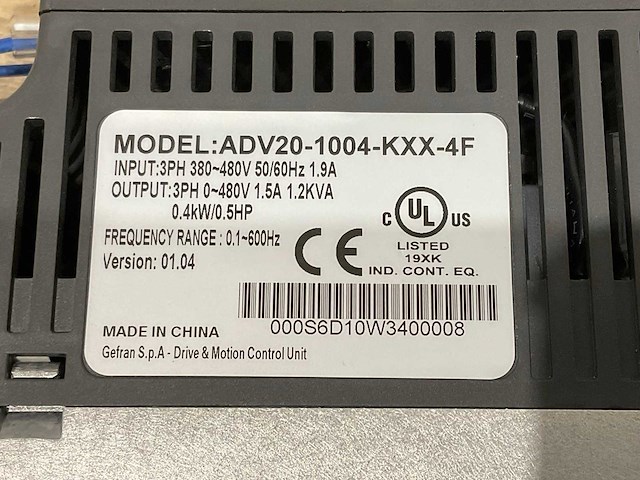 MODEL:ADV20-1004-KXX-4F
INPUT:3PH 380~480V 50/60Hz 1.9A
OUTPUT:3PH 0~480V 1.5A 1.2KVA
0.4kW/0.5HP
FREQUENCY RANGE : 0.1~600Hz
Version: 01.04
CE
C UL US
LISTED
19XK
IND. CONT. EQ.
000S6D10W3400008
MADE IN CHINA
Gefran S.p.A - Drive & Motion Control Unit